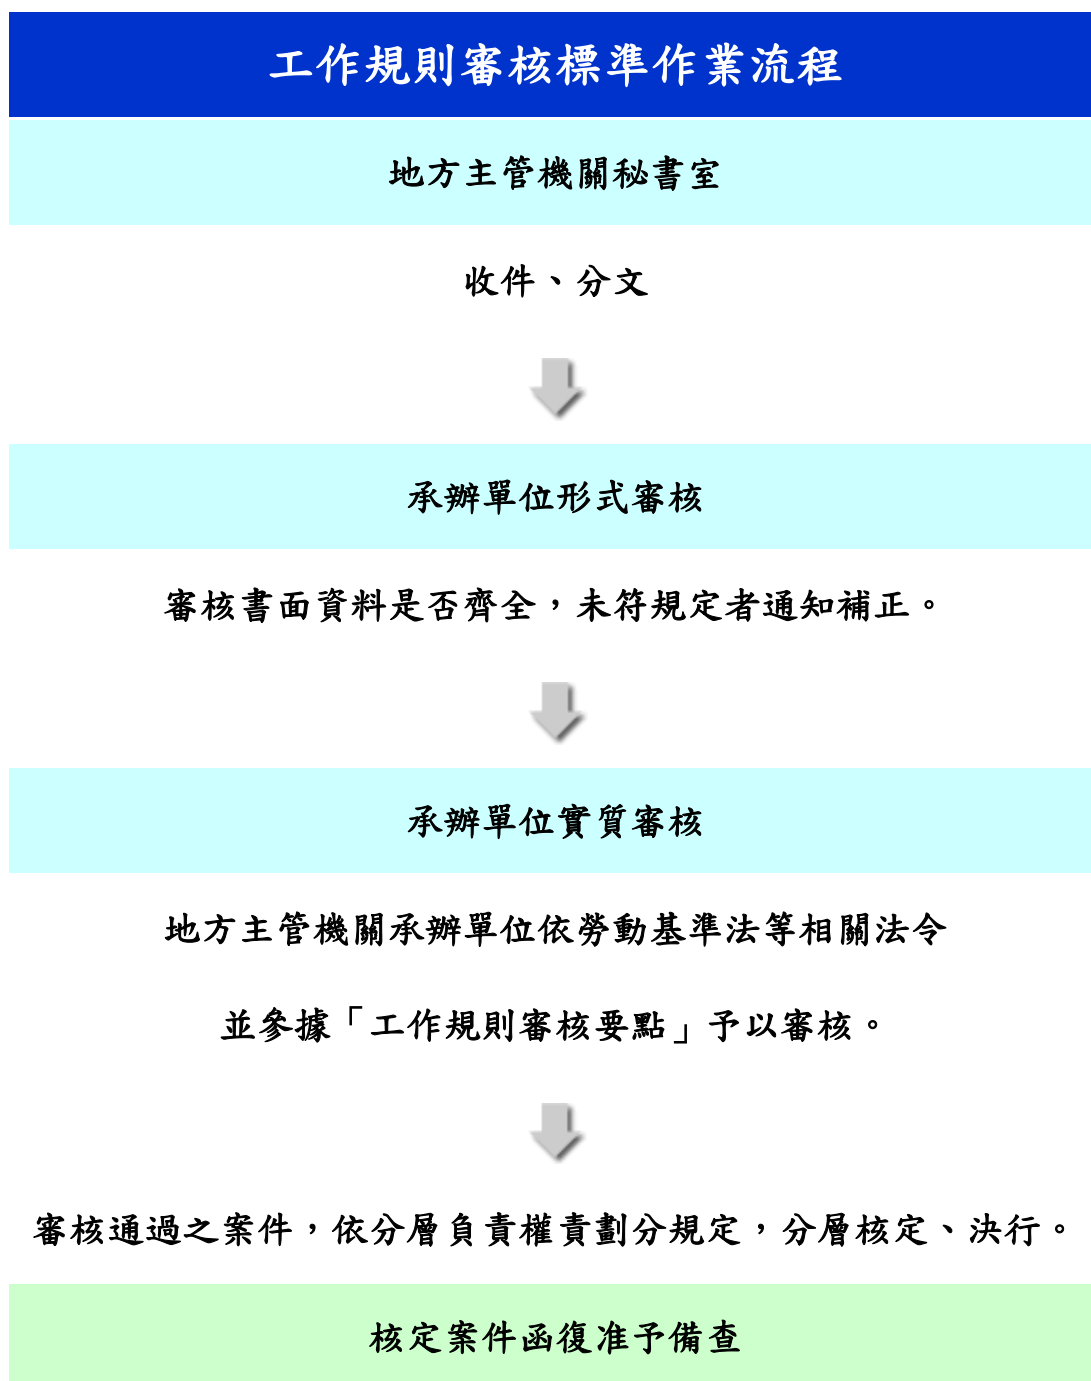 工作規則審核標準作業流程
地方主管機關秘書室
收件、分文
承辦單位形式審核
審核書面資料是否齊全，未符規定者通知補正。
承辦單位實質審核
地方主管機關承辦單位依勞動基準法等相關法令
並參據「工作規則審核要點」予以審核。
審核通過之案件，依分層負責權責劃分規定，分層核定、決行。
核定案件函復准予備查